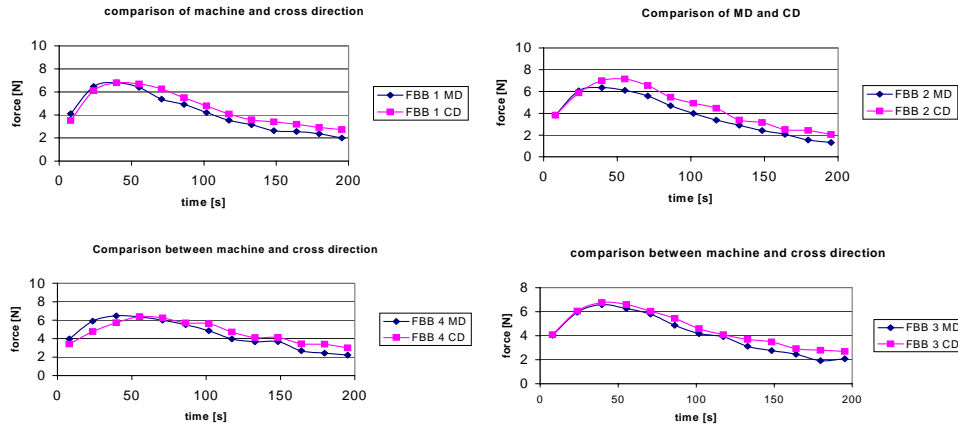 comparison of machine and cross direction
10
8
6
4
2
0
force [N]
0 50 100 150 200
time [s]
FBB 1 MD
FBB 1 CD
Comparison of MD and CD
10
8
6
4
2
0
force [N]
0 50 100 150 200
time [s]
FBB 2 MD
FBB 2 CD
Comparison between machine and cross direction
10
8
6
4
2
0
force [N]
0 50 100 150 200
time [s]
FBB 4 MD
FBB 4 CD
comparison between machine and cross direction
8
6
4
2
0
force [N]
0 50 100 150 200
time [s]
FBB 3 MD
FBB 3 CD